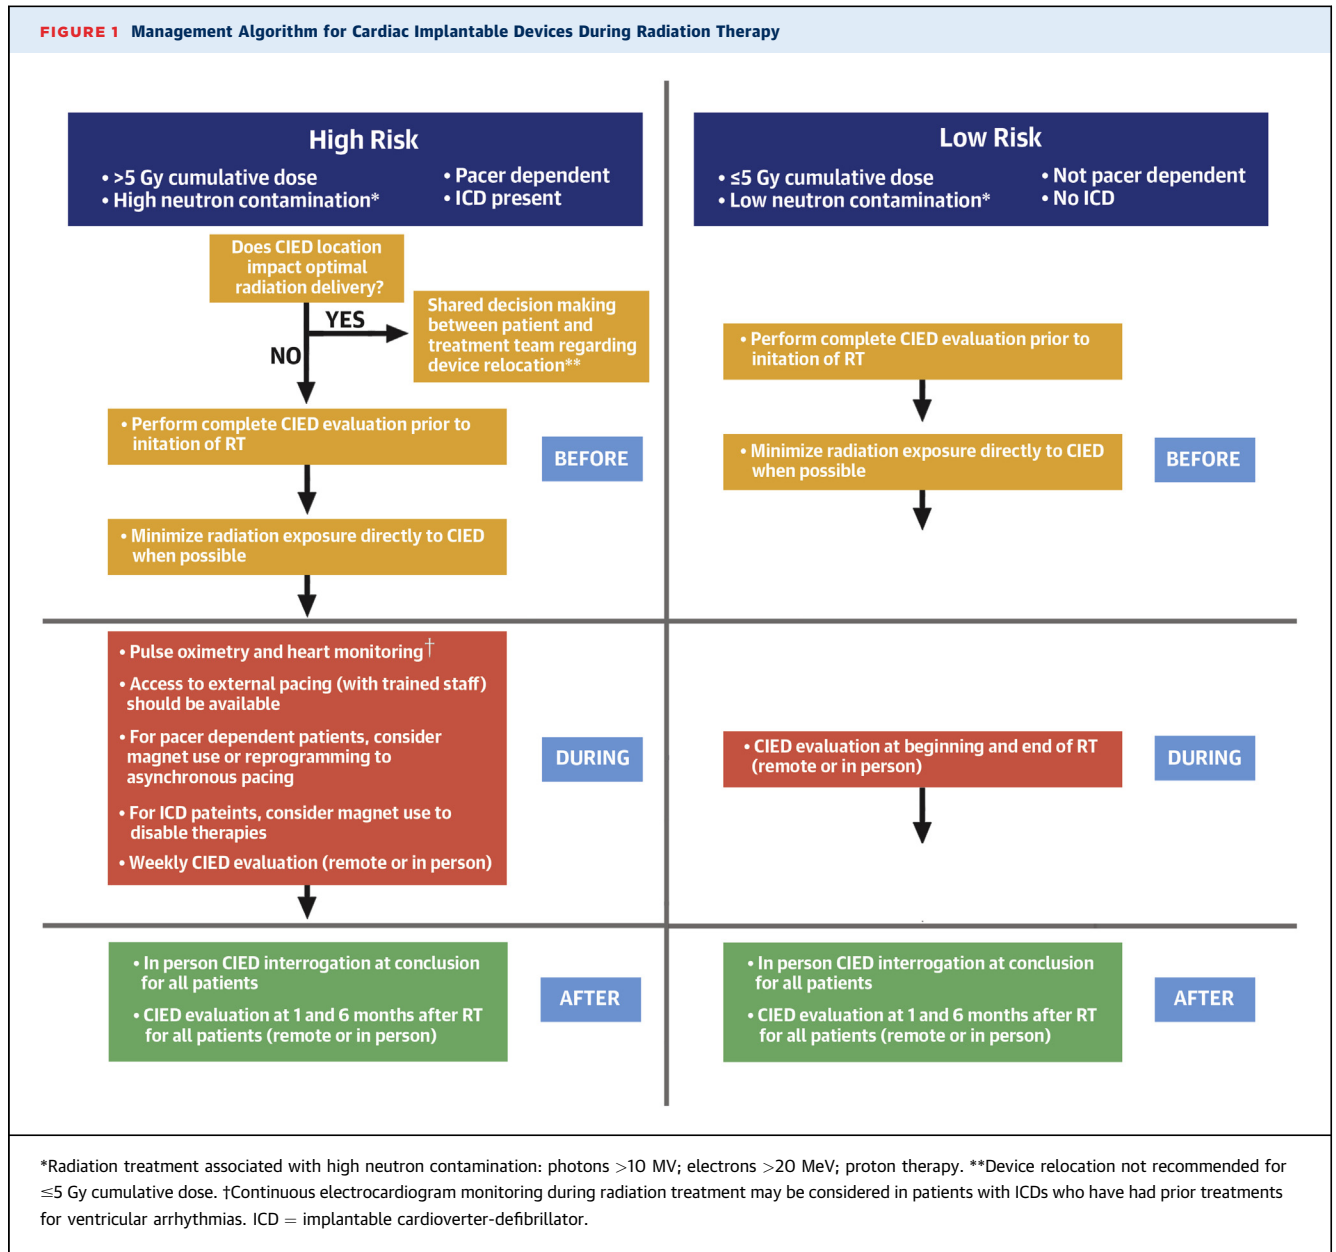 FIGURE 1 Management Algorithm for Cardiac Implantable Devices During Radiation Therapy
High Risk
• >5 Gy cumulative dose
• High neutron contamination*
• Pacer dependent
• ICD present
Does CIED location
impact optimal
radiation delivery?
YES
NO
Shared decision making
between patient and
treatment team regarding
device relocation**
• Perform complete CIED evaluation prior to
initation of RT
BEFORE
• Minimize radiation exposure directly to CIED
when possible
• Pulse oximetry and heart monitoring†
• Access to external pacing (with trained staff)
should be available
• For pacer dependent patients, consider
magnet use or reprogramming to
asynchronous pacing
• For ICD pateints, consider magnet use to
disable therapies
• Weekly CIED evaluation (remote or in person)
DURING
• In person CIED interrogation at conclusion
for all patients
• CIED evaluation at 1 and 6 months after RT
for all patients (remote or in person)
AFTER
Low Risk
• ≤5 Gy cumulative dose
• Low neutron contamination*
• Not pacer dependent
• No ICD
• Perform complete CIED evaluation prior to
initation of RT
• Minimize radiation exposure directly to CIED
when possible
BEFORE
• CIED evaluation at beginning and end of RT
(remote or in person)
DURING
• In person CIED interrogation at conclusion
for all patients
• CIED evaluation at 1 and 6 months after RT
for all patients (remote or in person)
AFTER
*Radiation treatment associated with high neutron contamination: photons >10 MV; electrons >20 MeV; proton therapy. **Device relocation not recommended for
≤5 Gy cumulative dose. †Continuous electrocardiogram monitoring during radiation treatment may be considered in patients with ICDs who have had prior treatments
for ventricular arrhythmias. ICD = implantable cardioverter-defibrillator.